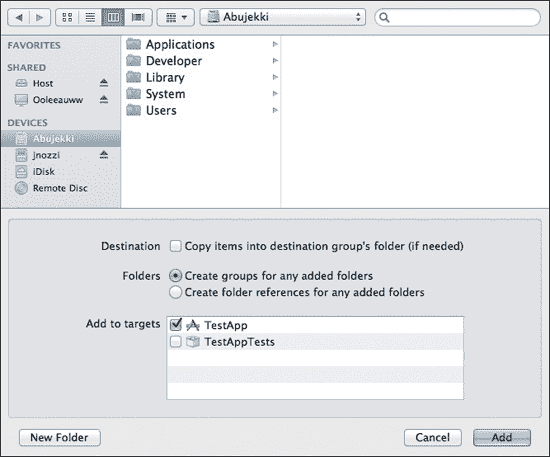 Abujekki
FAVORITES
SHARED
Host
Ooleeauww
DEVICES
Abujekki
jnozzi
iDisk
Remote Disc
Applications
Developer
Library
System
Users
Destination
Copy items into destination group's folder (if needed)
Folders
Create groups for any added folders
Create folder references for any added folders
Add to targets
TestApp
TestAppTests
New Folder
Cancel
Add